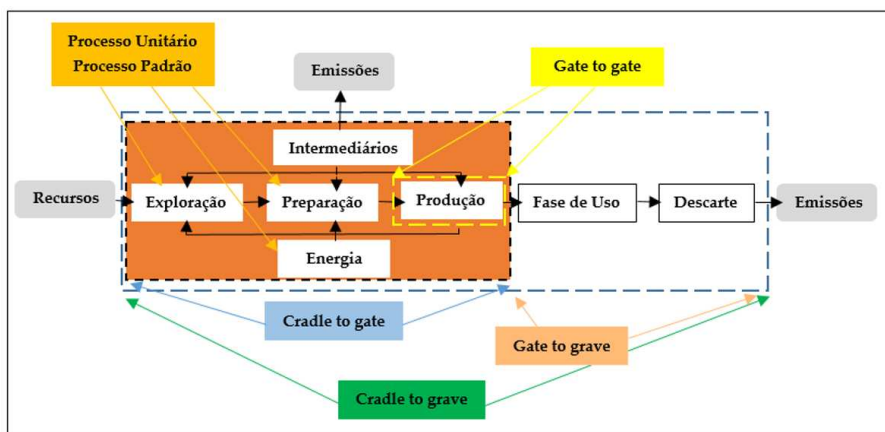 Processo Unitário
Processo Padrão
Emissões
Gate to gate
Intermediários
Recursos
Exploração
Preparação
Produção
Fase de Uso
Descarte
Emissões
Energia
Cradle to gate
Gate to grave
Cradle to grave